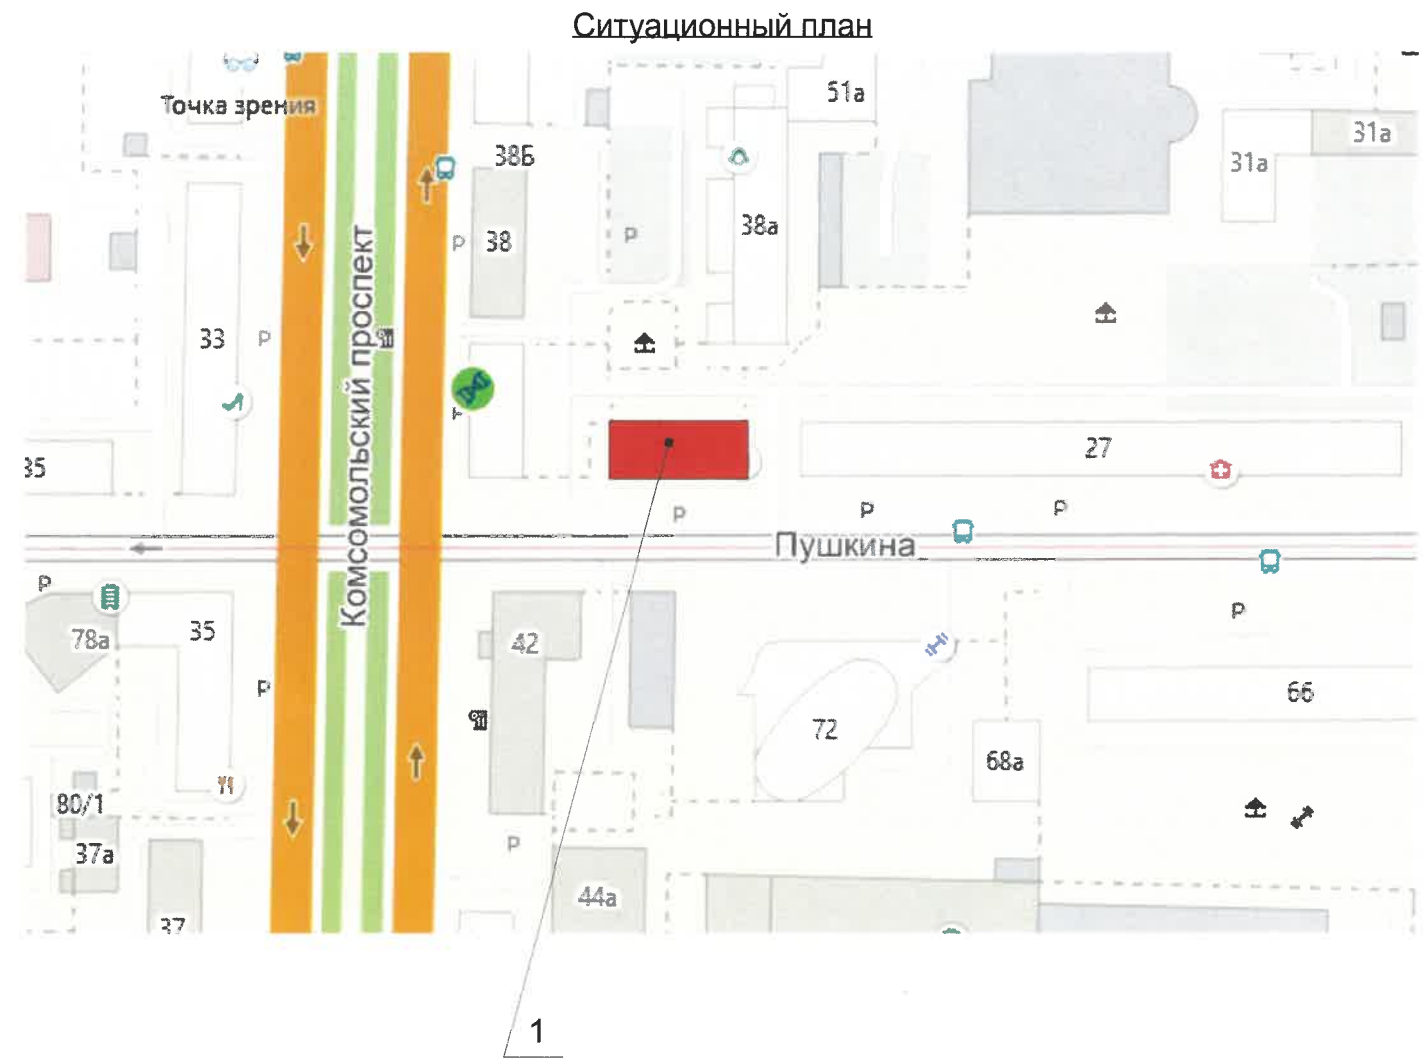 Ситуационный план
51а
Точка зрения
31а
31а
38Б
38а
38
Р
Р
33
Р
Комсомольский проспект
27
35
Р
Р
Р
Пушкина
Р
Р
78а
35
42
Р
66
72
68а
80/1
37а
Р
44а
37
1